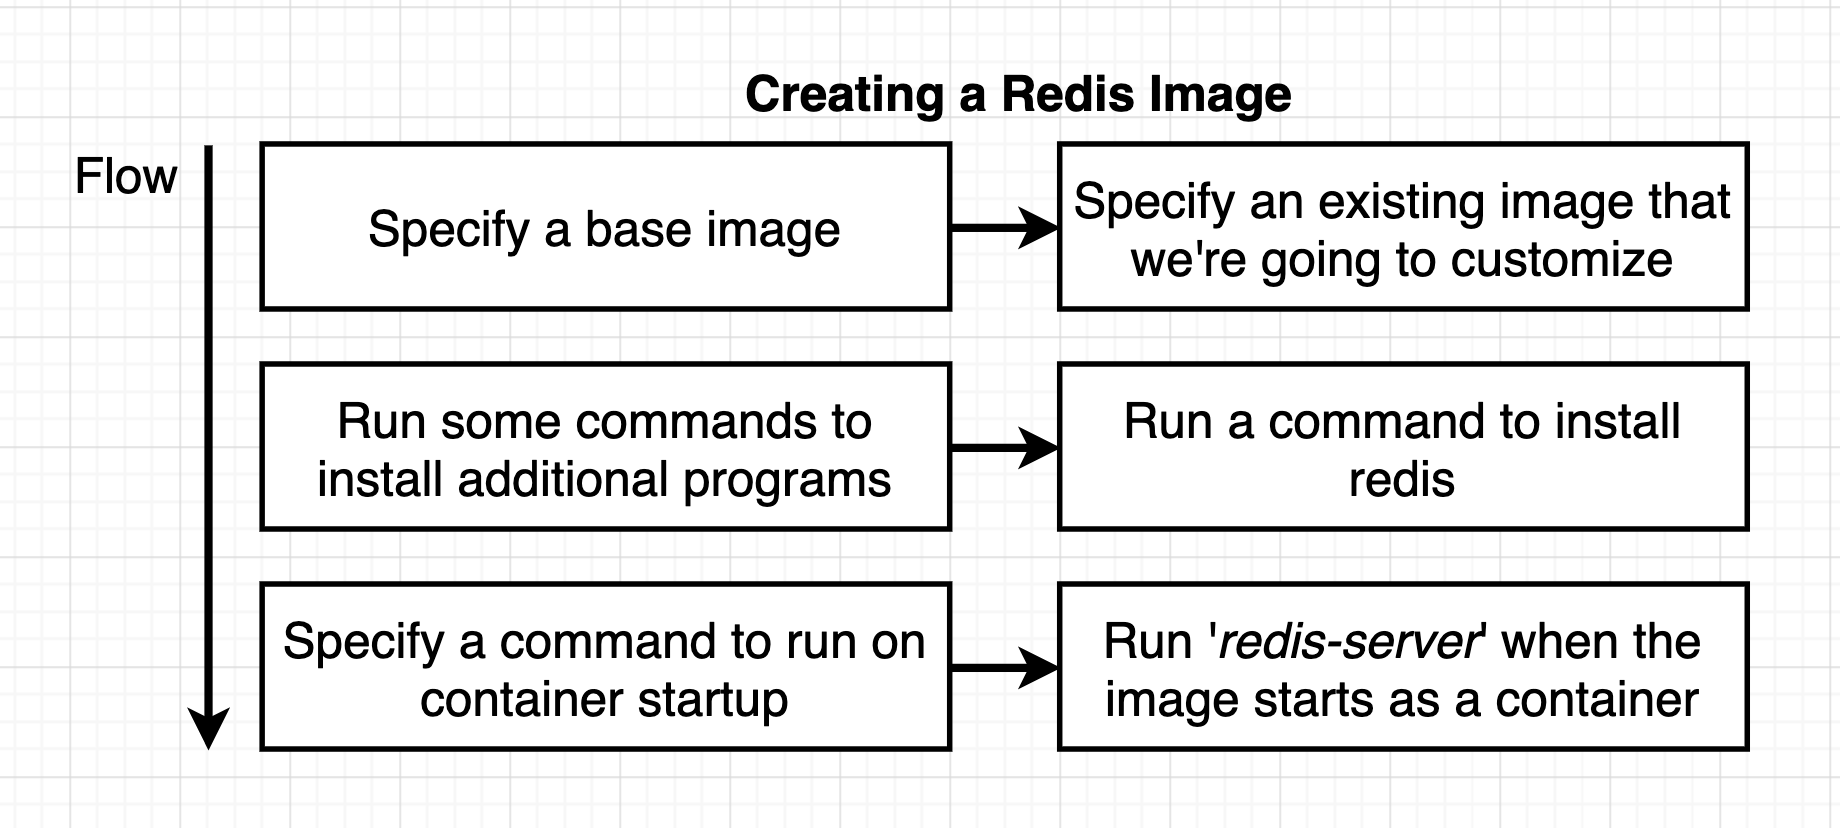 Creating a Redis Image
Flow
Specify a base image
Specify an existing image that
we're going to customize
Run some commands to
install additional programs
Run a command to install
redis
Specify a command to run on
container startup
Run 'redis-server' when the
image starts as a container